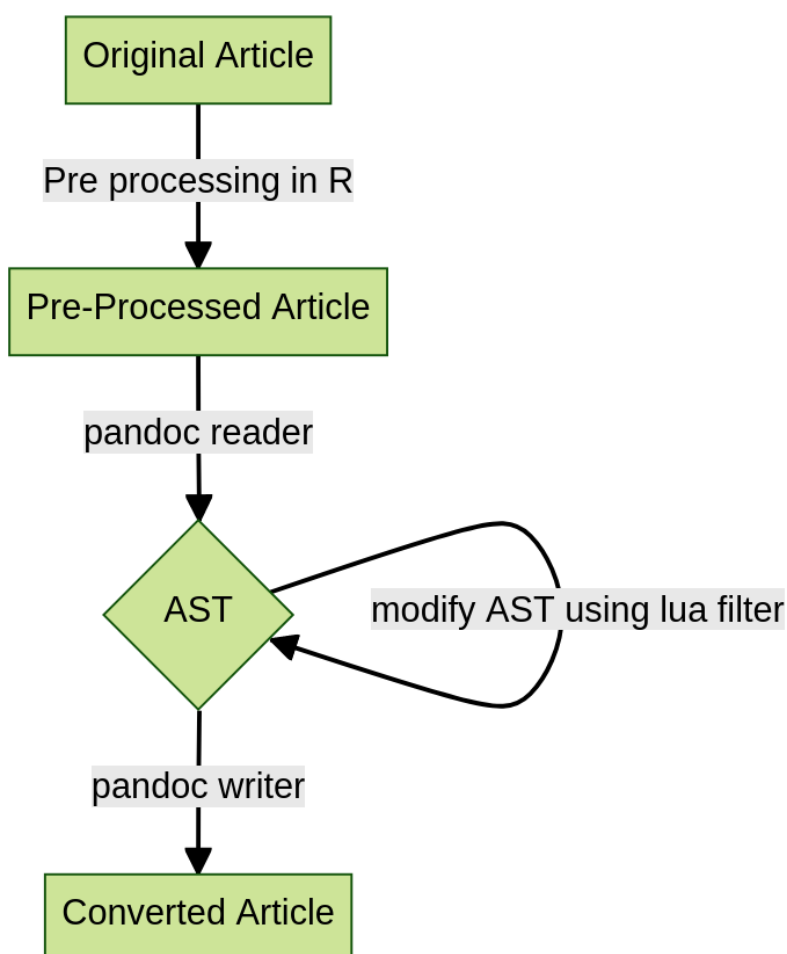 Original Article
Pre processing in R
Pre-Processed Article
pandoc reader
AST
modify AST using lua filter
pandoc writer
Converted Article